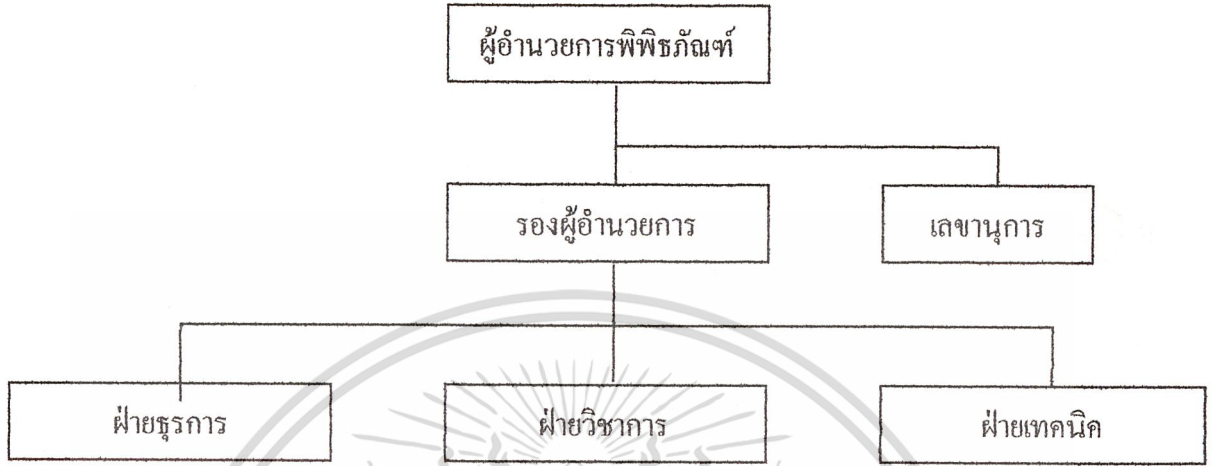 ผู้อำนวยการพิพิธภัณฑ์
รองผู้อำนวยการ
เลขานุการ
ฝ่ายธุรการ
ฝ่ายวิชาการ
ฝ่ายเทคนิค